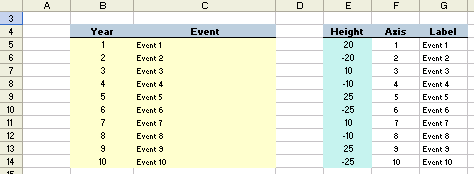 A B C D E F G
3
4 Year Event Height Axis Label
5 1 Event 1 20 1 Event 1
6 2 Event 2 -20 2 Event 2
7 3 Event 3 10 3 Event 3
8 4 Event 4 -10 4 Event 4
9 5 Event 5 25 5 Event 5
10 6 Event 6 -25 6 Event 6
11 7 Event 7 10 7 Event 7
12 8 Event 8 -10 8 Event 8
13 9 Event 9 25 9 Event 9
14 10 Event 10 -25 10 Event 10